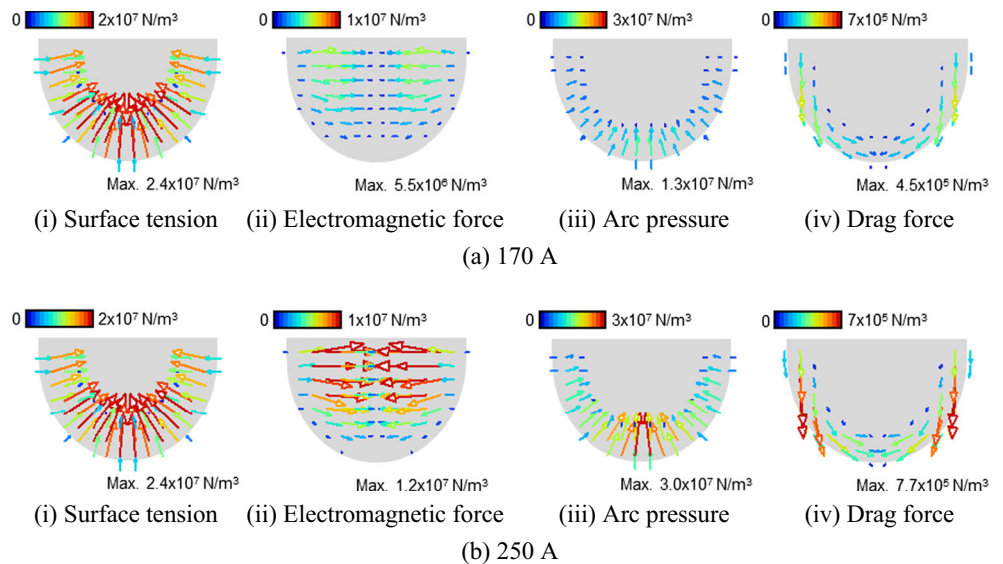 0 2x10⁷ N/m³ 0 1x10⁷ N/m³ 0 3x10⁷ N/m³ 0 7x10⁵ N/m³
Max. 2.4x10⁷ N/m³ 5.5x10⁶ N/m³ Max. 1.3x10⁷ N/m³ Max. 4.5x10⁵ N/m³
(i) Surface tension (ii) Electromagnetic force (iii) Arc pressure (iv) Drag force
(a) 170 A
0 2x10⁷ N/m³ 0 1x10⁷ N/m³ 0 3x10⁷ N/m³ 0 7x10⁵ N/m³
Max. 2.4x10⁷ N/m³ Max. 1.2x10⁷ N/m³ Max. 3.0x10⁷ N/m³ Max. 7.7x10⁵ N/m³
(i) Surface tension (ii) Electromagnetic force (iii) Arc pressure (iv) Drag force
(b) 250 A